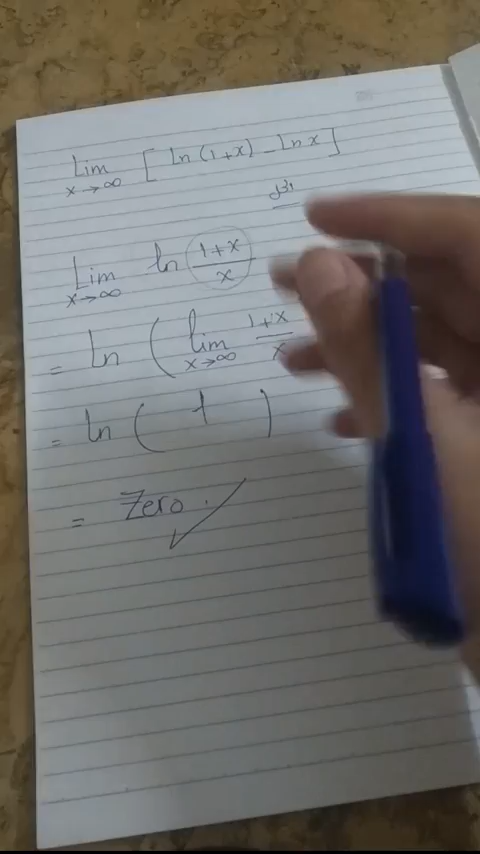 Lim x→∞ [ ln (1+x) - ln x ]
Lim x→∞ ln (1+x)/x
= ln ( lim x→∞ (1+x)/x
= ln ( 1 )
= Zero.